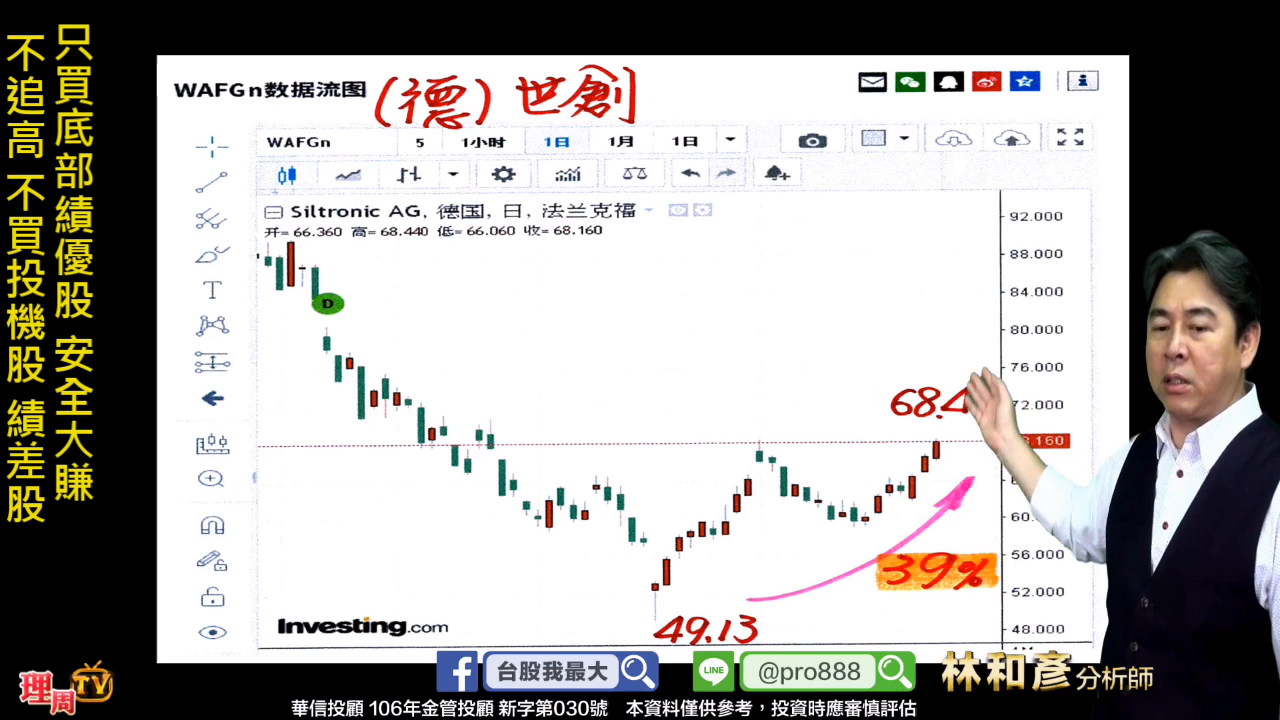 只買底部績優股 安全大賺
不追高 不買投機股 績差股
WAFGn数据流图
(德) 世創
WAFGn 5 1小时 1日 1月 1日
Siltronic AG, 德国, 日, 法兰克福
开= 66.360 高= 68.440 低= 66.060 收= 68.160
D
T
92.000
88.000
84.000
80.000
76.000
72.000
68.4
.160
60.
56.000
52.000
48.000
39%
49.13
Investing.com
理周TV
台股我最大
LINE
@pro888
林和彥 分析師
華信投顧 106年金管投顧 新字第030號 本資料僅供參考，投資時應審慎評估